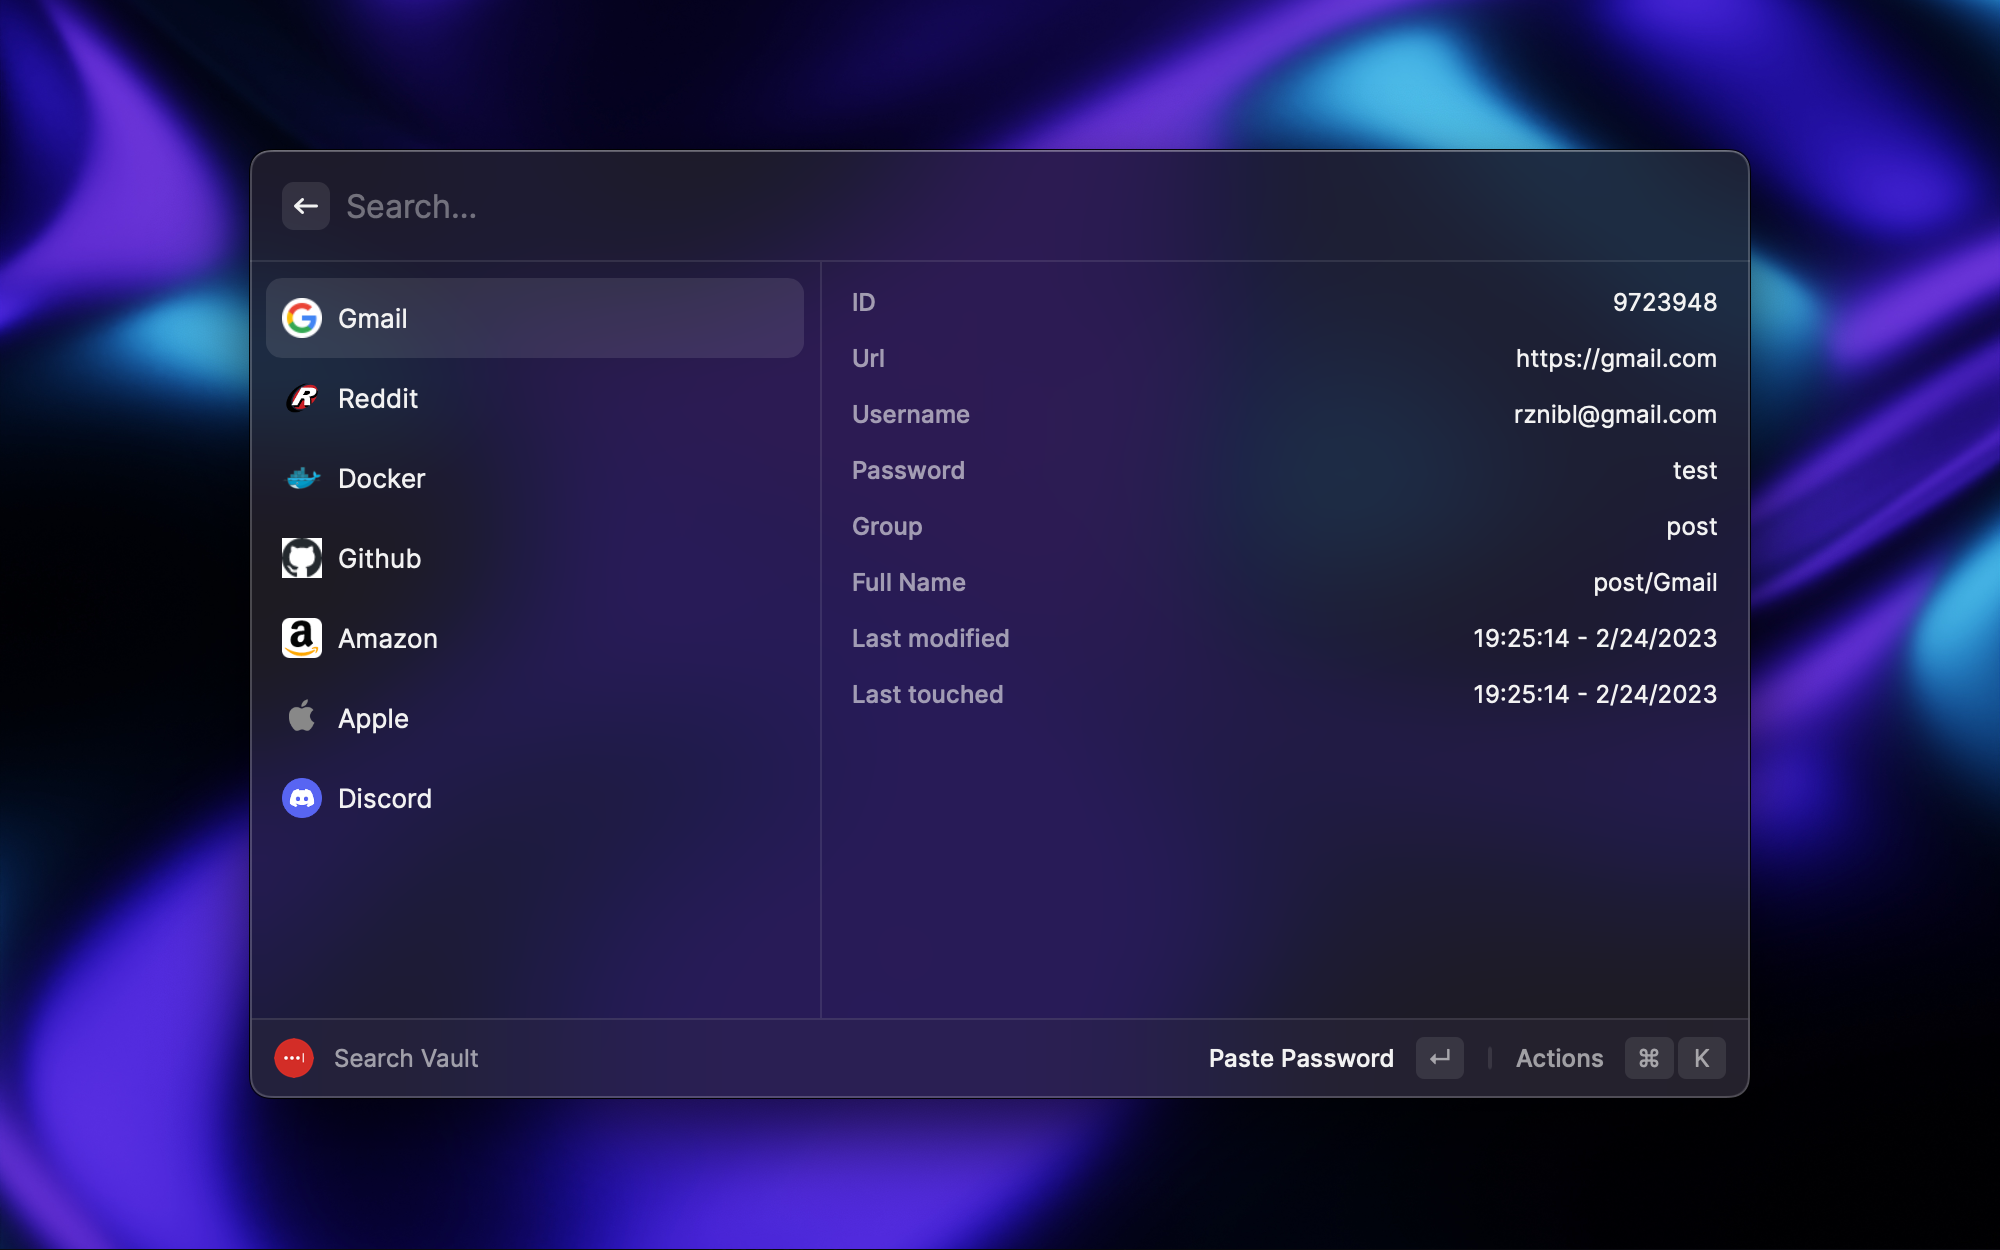 Search...
Gmail
Reddit
Docker
Github
Amazon
Apple
Discord
ID 9723948
Url https://gmail.com
Username rznibl@gmail.com
Password test
Group post
Full Name post/Gmail
Last modified 19:25:14 - 2/24/2023
Last touched 19:25:14 - 2/24/2023
Search Vault Paste Password ↵ Actions ⌘ K